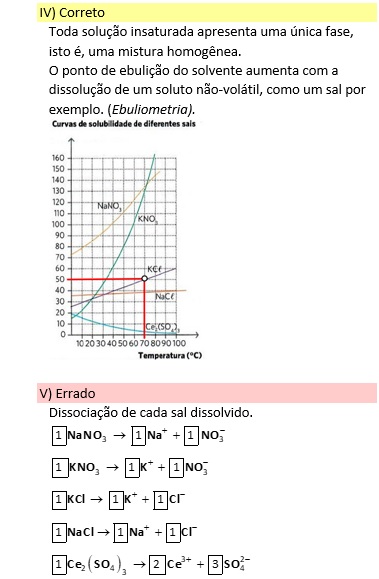 IV) Correto
Toda solução insaturada apresenta uma única fase,
isto é, uma mistura homogênea.
O ponto de ebulição do solvente aumenta com a
dissolução de um soluto não-volátil, como um sal por
exemplo. (Ebuliometria).
Curvas de solubilidade de diferentes sais
160
150
140
130
120
110
100
90
80
70
60
50
40
30
20
10
0
NaNO₃
KNO₃
KCℓ
NaCℓ
Ce₂(SO₄)₃
10 20 30 40 50 60 70 80 90 100
Temperatura (°C)
V) Errado
Dissociação de cada sal dissolvido.
1 NaNO₃ → 1 Na⁺ + 1 NO₃⁻
1 KNO₃ → 1 K⁺ + 1 NO₃⁻
1 KCl → 1 K⁺ + 1 Cl⁻
1 NaCl → 1 Na⁺ + 1 Cl⁻
1 Ce₂(SO₄)₃ → 2 Ce³⁺ + 3 SO₄²⁻